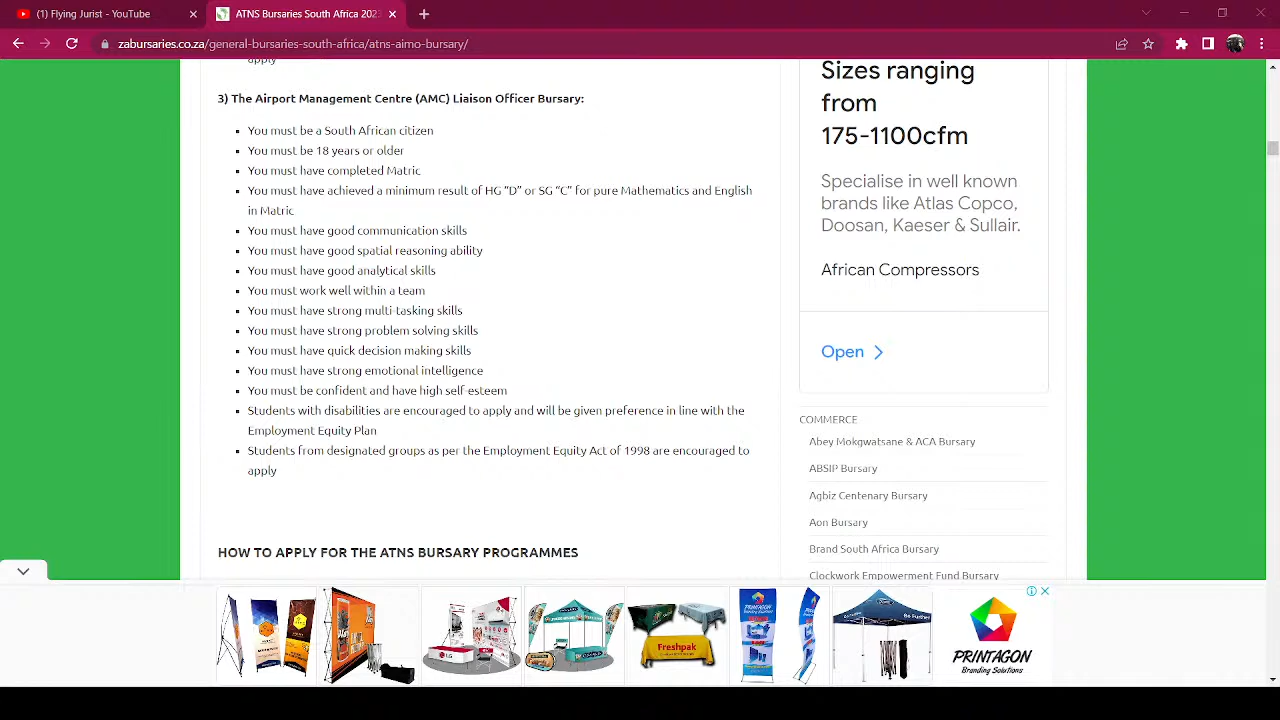 (1) Flying Jurist - YouTube
ATNS Bursaries South Africa 202
zabursaries.co.za/general-bursaries-south-africa/atns-aimo-bursary/
apply
3) The Airport Management Centre (AMC) Liaison Officer Bursary:
You must be a South African citizen
You must be 18 years or older
You must have completed Matric
You must have achieved a minimum result of HG “D” or SG “C” for pure Mathematics and English
in Matric
You must have good communication skills
You must have good spatial reasoning ability
You must have good analytical skills
You must work well within a team
You must have strong multi-tasking skills
You must have strong problem solving skills
You must have quick decision making skills
You must have strong emotional intelligence
You must be confident and have high self-esteem
Students with disabilities are encouraged to apply and will be given preference in line with the
Employment Equity Plan
Students from designated groups as per the Employment Equity Act of 1998 are encouraged to
apply
HOW TO APPLY FOR THE ATNS BURSARY PROGRAMMES
Sizes ranging
from
175-1100cfm
Specialise in well known
brands like Atlas Copco,
Doosan, Kaeser & Sullair.
African Compressors
Open
COMMERCE
Abey Mokgwatsane & ACA Bursary
ABSIP Bursary
Agbiz Centenary Bursary
Aon Bursary
Brand South Africa Bursary
Clockwork Empowerment Fund Bursary
LG
Freshpak
PRINTAGON
Branding Solutions